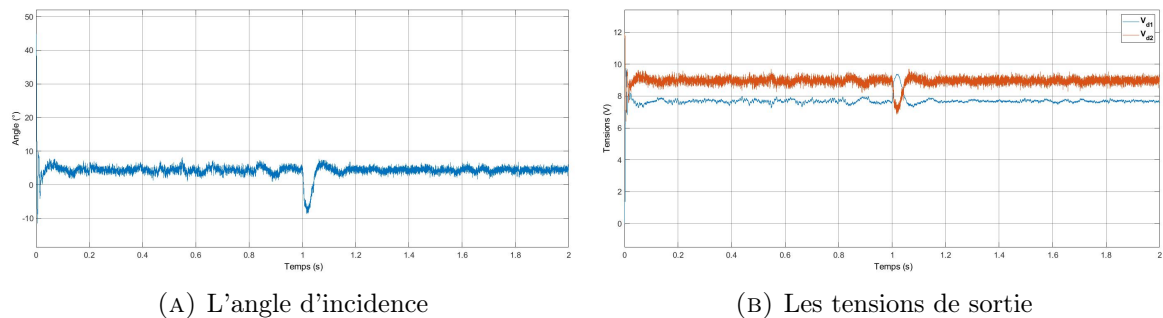 50
40
30
20
10
0
-10
Angle (°)
0 0.2 0.4 0.6 0.8 1 1.2 1.4 1.6 1.8 2
Temps (s)
(A) L'angle d'incidence
12
10
8
6
4
2
0
Tensions (V)
V_d1
V_d2
0 0.2 0.4 0.6 0.8 1 1.2 1.4 1.6 1.8 2
Temps (s)
(B) Les tensions de sortie